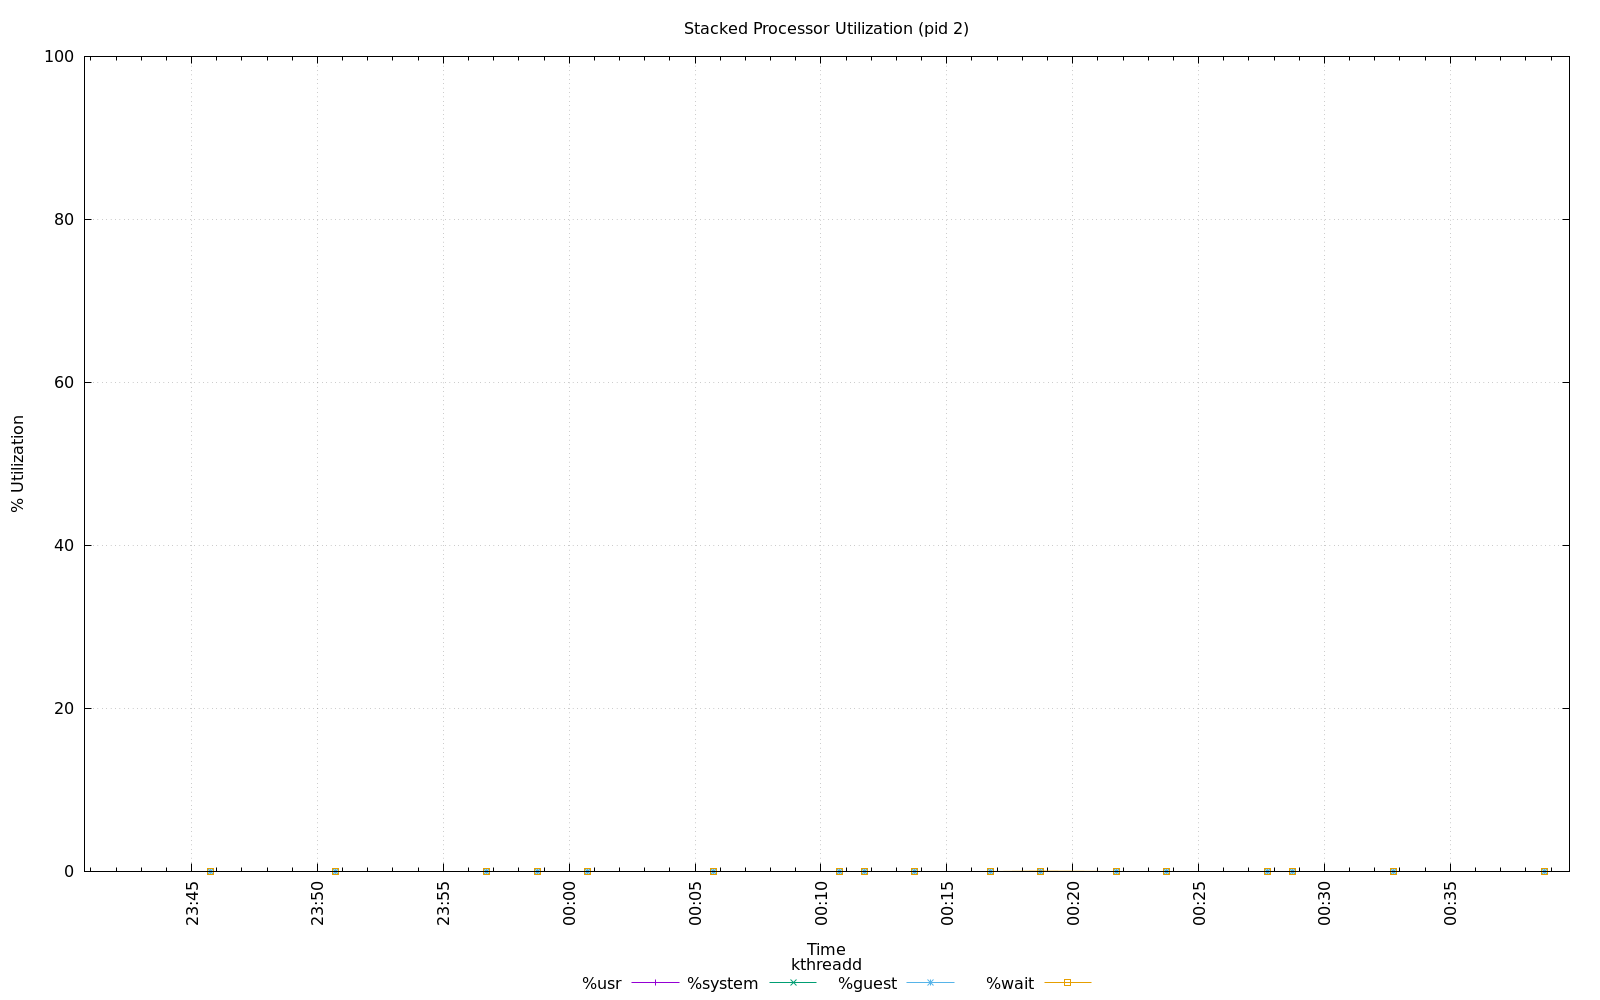 Stacked Processor Utilization (pid 2)
100
80
60
40
20
0
% Utilization
23:45 23:50 23:55 00:00 00:05 00:10 00:15 00:20 00:25 00:30 00:35
Time
kthreadd
%usr %system %guest %wait